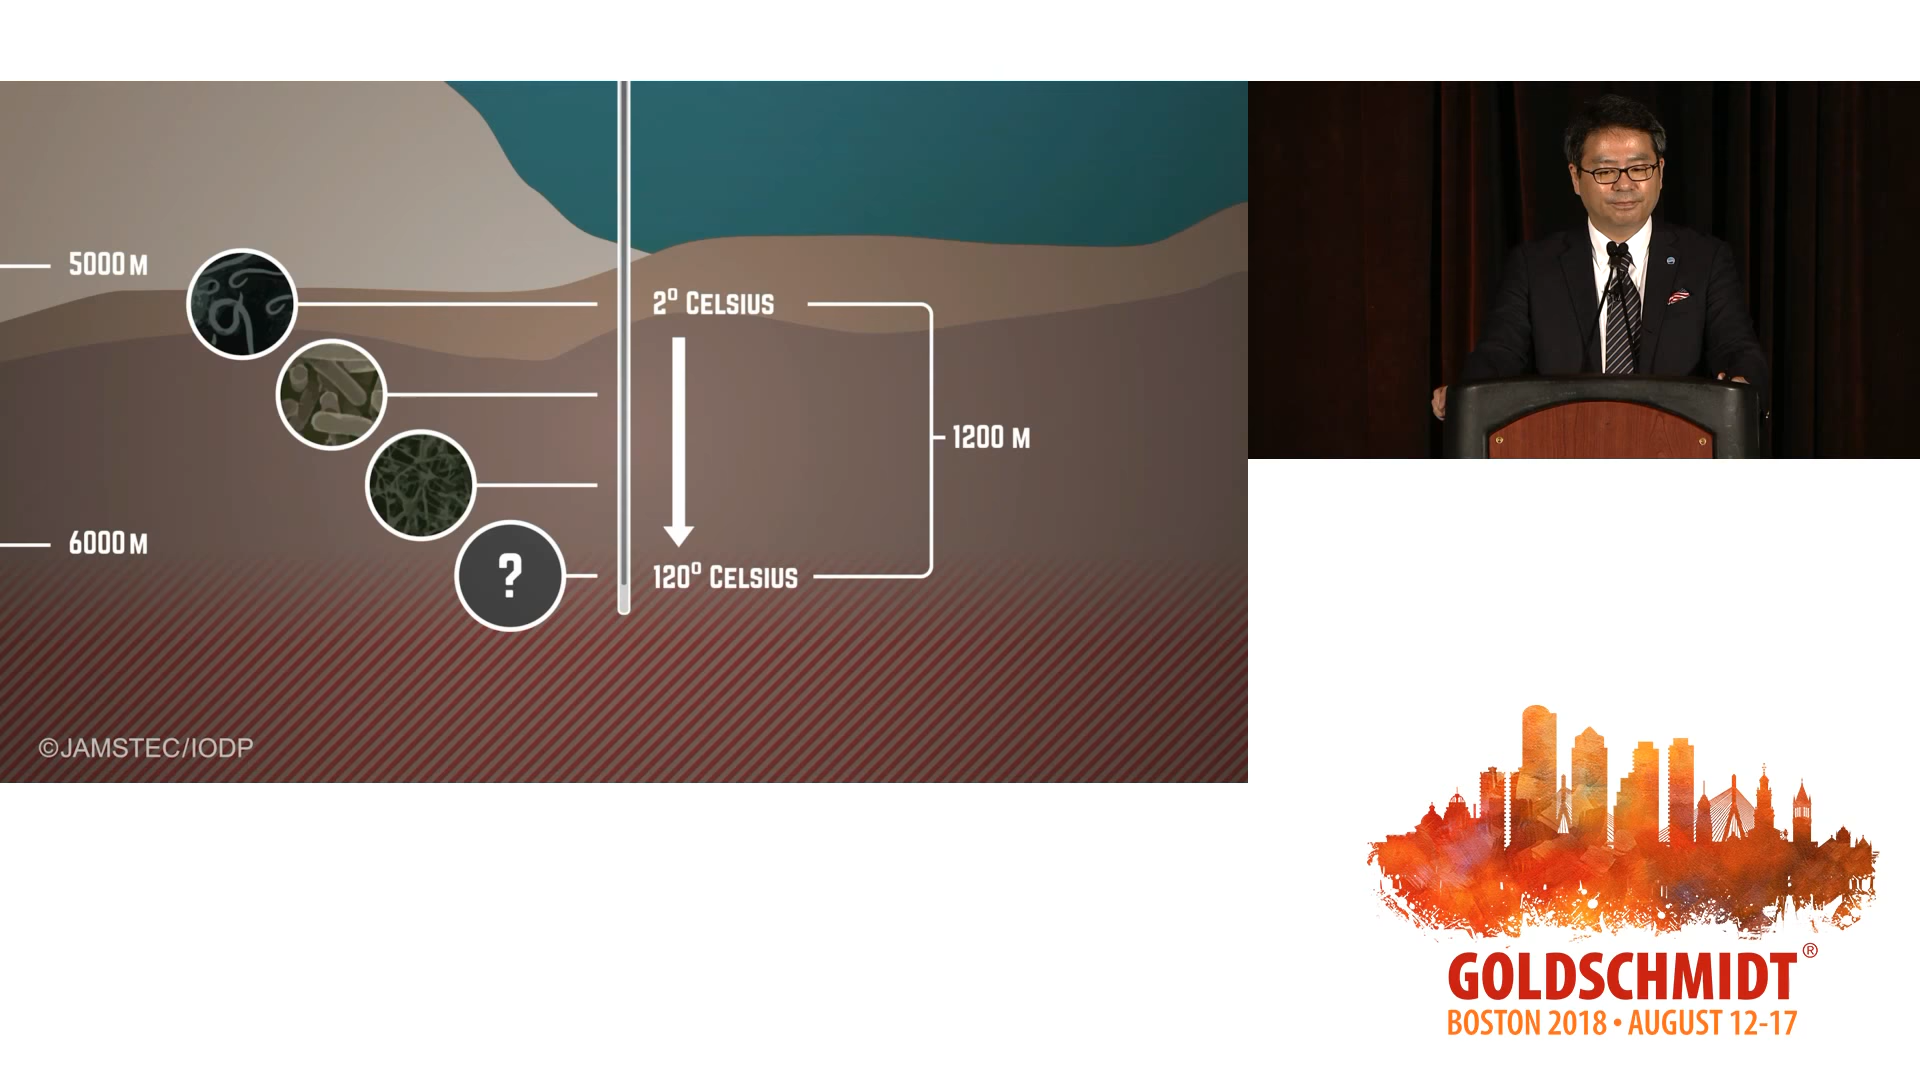 5000 M
2° CELSIUS
1200 M
6000 M
?
120° CELSIUS
©JAMSTEC/IODP
GOLDSCHMIDT®
BOSTON 2018 • AUGUST 12-17